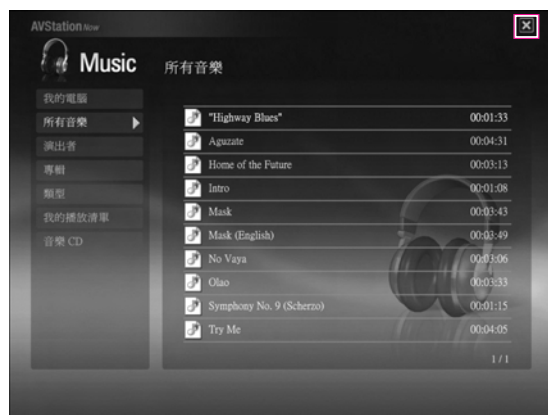 AVStation Now
Music
所有音樂
我的電腦
所有音樂
演出者
專輯
類型
我的播放清單
音樂 CD
"Highway Blues" 00:01:33
Aguzate 00:04:31
Home of the Future 00:03:13
Intro 00:01:08
Mask 00:03:43
Mask (English) 00:03:49
No Vaya 00:03:06
Olao 00:03:33
Symphony No. 9 (Scherzo) 00:01:15
Try Me 00:04:05
1 / 1